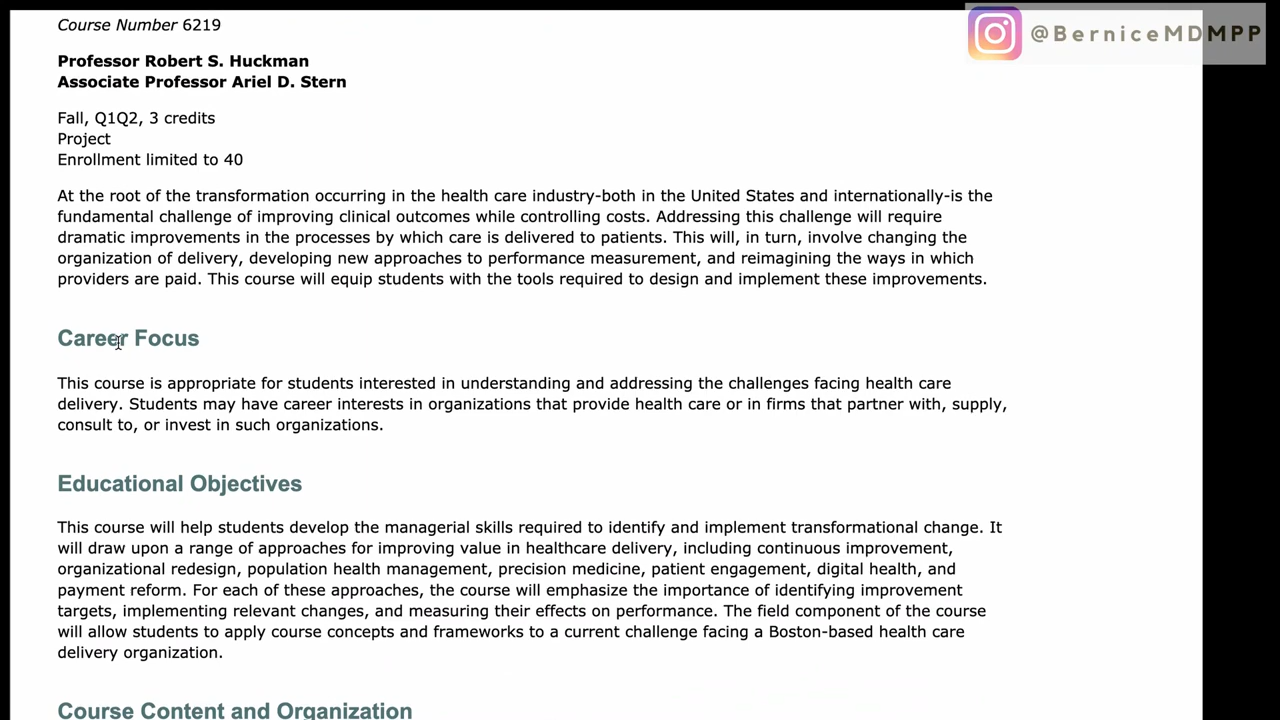 Course Number 6219
@BerniceMDMPP
Professor Robert S. Huckman
Associate Professor Ariel D. Stern
Fall, Q1Q2, 3 credits
Project
Enrollment limited to 40
At the root of the transformation occurring in the health care industry-both in the United States and internationally-is the
fundamental challenge of improving clinical outcomes while controlling costs. Addressing this challenge will require
dramatic improvements in the processes by which care is delivered to patients. This will, in turn, involve changing the
organization of delivery, developing new approaches to performance measurement, and reimagining the ways in which
providers are paid. This course will equip students with the tools required to design and implement these improvements.
Career Focus
This course is appropriate for students interested in understanding and addressing the challenges facing health care
delivery. Students may have career interests in organizations that provide health care or in firms that partner with, supply,
consult to, or invest in such organizations.
Educational Objectives
This course will help students develop the managerial skills required to identify and implement transformational change. It
will draw upon a range of approaches for improving value in healthcare delivery, including continuous improvement,
organizational redesign, population health management, precision medicine, patient engagement, digital health, and
payment reform. For each of these approaches, the course will emphasize the importance of identifying improvement
targets, implementing relevant changes, and measuring their effects on performance. The field component of the course
will allow students to apply course concepts and frameworks to a current challenge facing a Boston-based health care
delivery organization.
Course Content and Organization